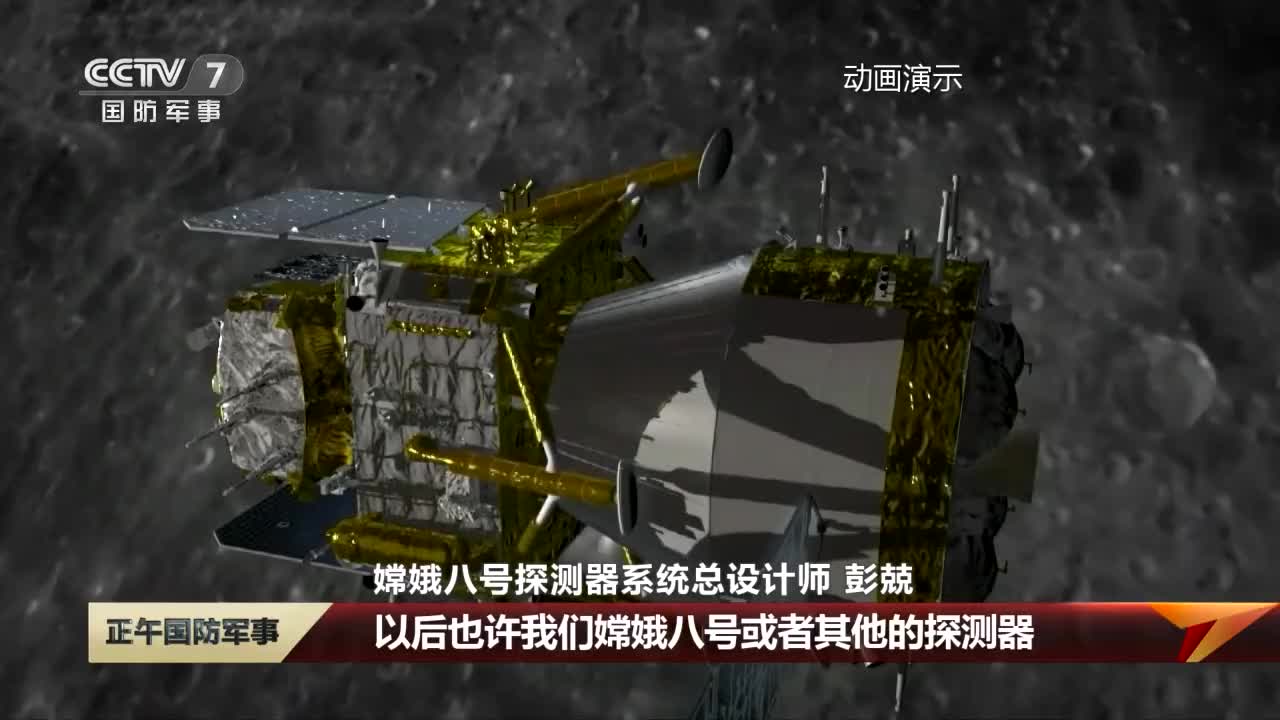 CCTV 7
国防军事
动画演示
嫦娥八号探测器系统总设计师 彭兢
正午国防军事
以后也许我们嫦娥八号或者其他的探测器